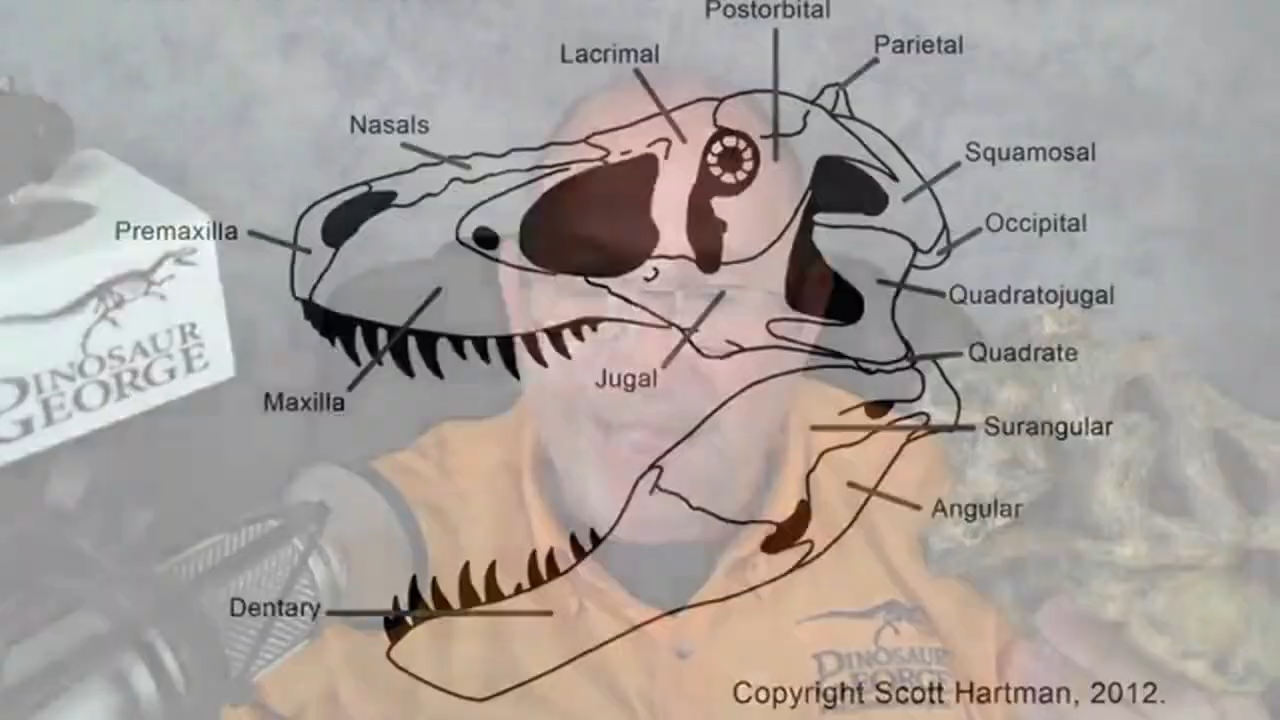 Postorbital
Lacrimal
Parietal
Nasals
Squamosal
Premaxilla
Occipital
Quadratojugal
Quadrate
Jugal
Maxilla
Surangular
Angular
Dentary
DINOSAUR
GEORGE
DINOSAUR
GEORGE
Copyright Scott Hartman, 2012.